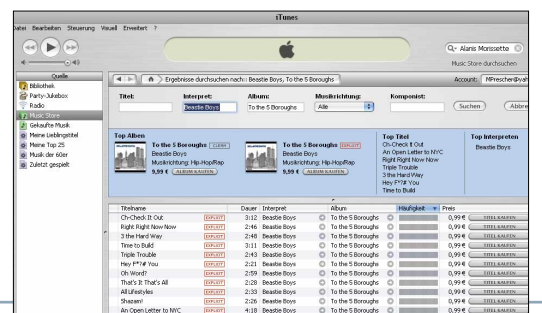 iTunes
Datei Bearbeiten Steuerung Visuell Erweitert ?
Alanis Morissette
Music Store durchsuchen
Quelle
Bibliothek
Party-Jukebox
Radio
Music Store
Gekaufte Musik
Meine Lieblingstitel
Meine Top 25
Musik der 60er
Zuletzt gespielt
Ergebnisse durchsuchen nach:: Beastie Boys, To the 5 Boroughs
Account: MPrescher@yah
Titel: Interpret: Album: Musikrichtung: Komponist:
Beastie Boys To the 5 Boroughs Alle Suchen Abbre
Top Alben
To the 5 Boroughs CLEAN
Beastie Boys
Musikrichtung: Hip-Hop/Rap
9,99 € ALBUM KAUFEN
To the 5 Boroughs EXPLICIT
Beastie Boys
Musikrichtung: Hip-Hop/Rap
9,99 € ALBUM KAUFEN
Top Titel
Ch-Check It Out
An Open Letter to NYC
Right Right Now Now
Triple Trouble
3 the Hard Way
Hey F*?# You
Time to Build
Top Interpreten
Beastie Boys
Titelname Dauer Interpret Album Häufigkeit Preis
Ch-Check It Out EXPLICIT 3:12 Beastie Boys To the 5 Boroughs 0,99 € TITEL KAUFEN
Right Right Now Now EXPLICIT 2:46 Beastie Boys To the 5 Boroughs 0,99 € TITEL KAUFEN
3 the Hard Way EXPLICIT 2:48 Beastie Boys To the 5 Boroughs 0,99 € TITEL KAUFEN
Time to Build EXPLICIT 3:11 Beastie Boys To the 5 Boroughs 0,99 € TITEL KAUFEN
Triple Trouble EXPLICIT 2:43 Beastie Boys To the 5 Boroughs 0,99 € TITEL KAUFEN
Hey F*?# You EXPLICIT 2:21 Beastie Boys To the 5 Boroughs 0,99 € TITEL KAUFEN
Oh Word? EXPLICIT 2:59 Beastie Boys To the 5 Boroughs 0,99 € TITEL KAUFEN
That's It That's All EXPLICIT 2:28 Beastie Boys To the 5 Boroughs 0,99 € TITEL KAUFEN
All Lifestyles EXPLICIT 2:33 Beastie Boys To the 5 Boroughs 0,99 € TITEL KAUFEN
Shazam! EXPLICIT 2:26 Beastie Boys To the 5 Boroughs 0,99 € TITEL KAUFEN
An Open Letter to NYC EXPLICIT 4:18 Beastie Boys To the 5 Boroughs 0,99 € TITEL KAUFEN